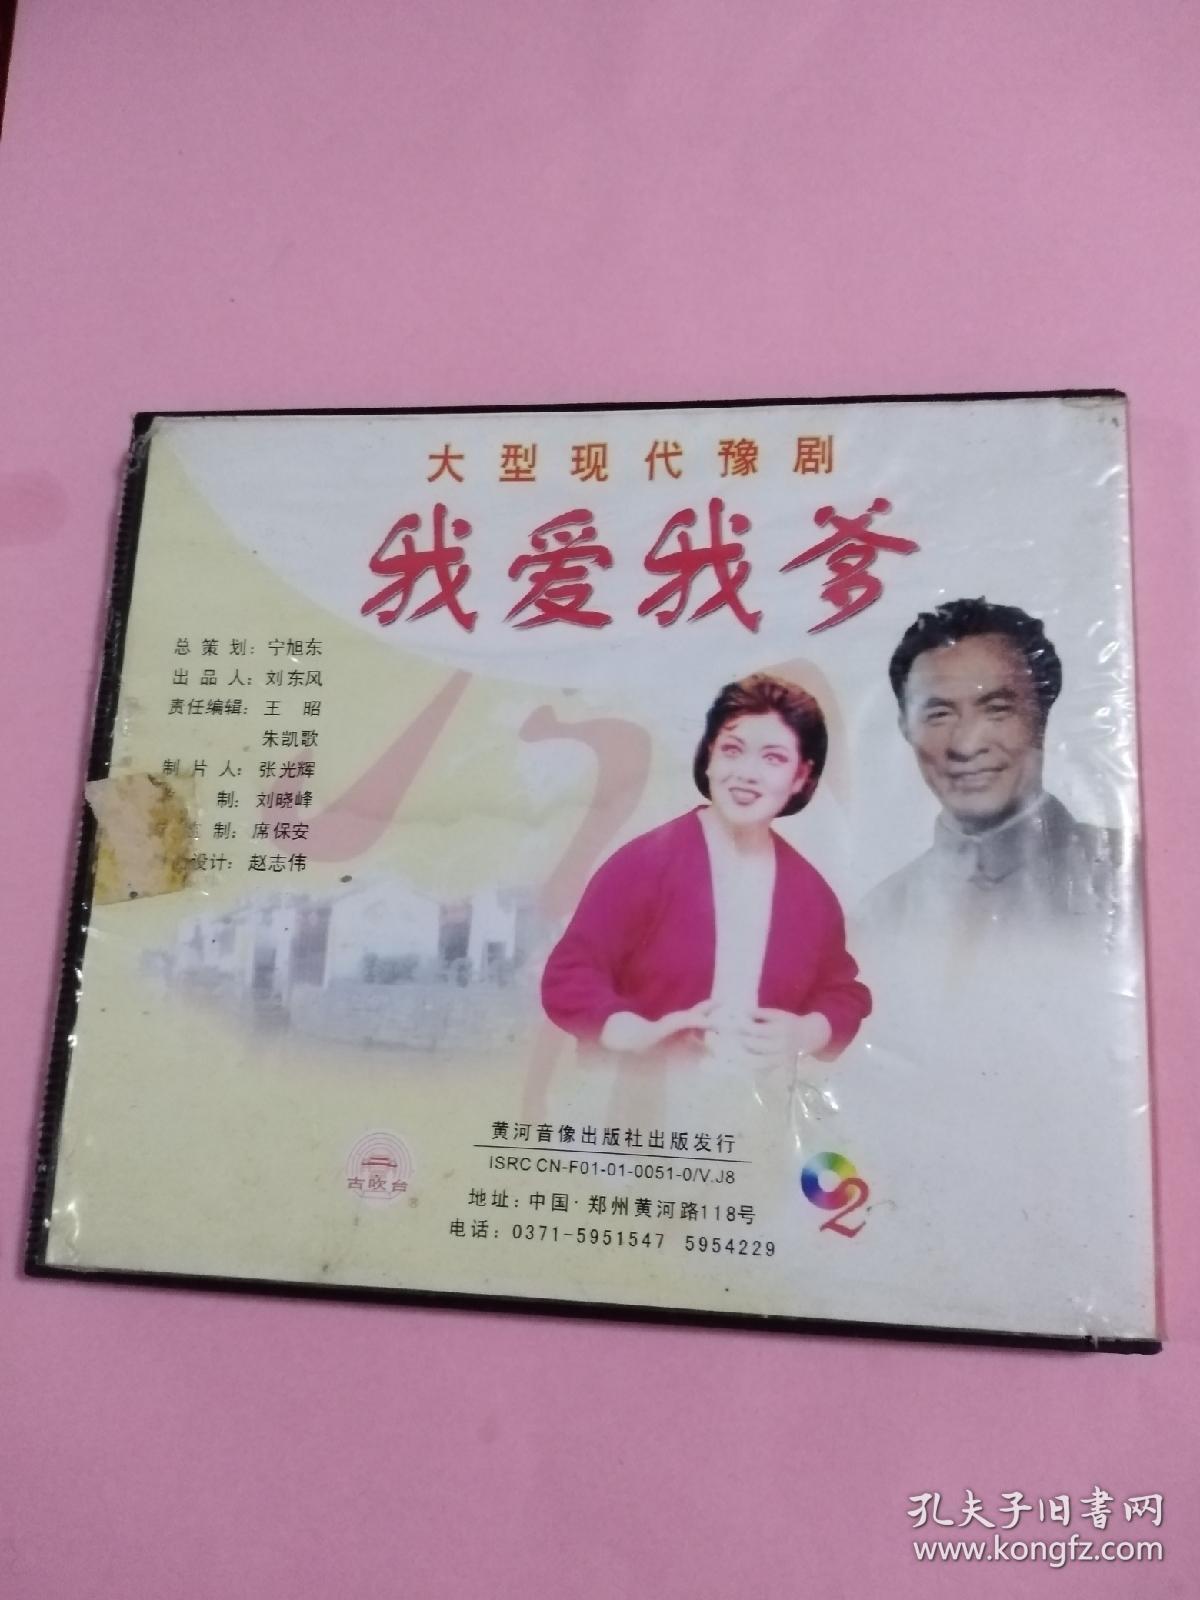 大型现代豫剧
我爱我爹
总策划：宁旭东
出品人：刘东风
责任编辑：王 昭
朱凯歌
制片人：张光辉
制：刘晓峰
制：席保安
设计：赵志伟
黄河音像出版社出版发行
ISRC CN-F01-01-0051-0/V.J8
地址：中国·郑州黄河路118号
电话：0371-5951547 5954229
古吹台
®
2
孔夫子旧书网
www.kongfz.com